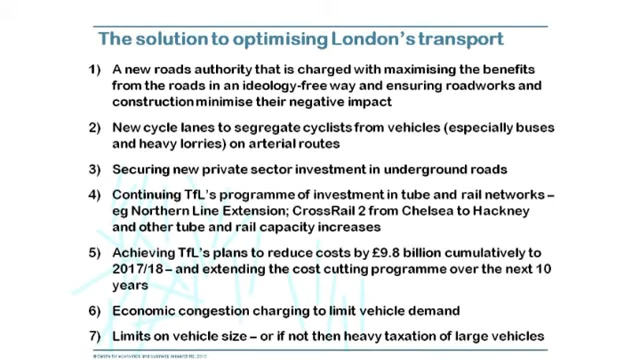 The solution to optimising London's transport
1) A new roads authority that is charged with maximising the benefits
from the roads in an ideology-free way and ensuring roadworks and
construction minimise their negative impact
2) New cycle lanes to segregate cyclists from vehicles (especially buses
and heavy lorries) on arterial routes
3) Securing new private sector investment in underground roads
4) Continuing TfL's programme of investment in tube and rail networks –
eg Northern Line Extension; CrossRail 2 from Chelsea to Hackney
and other tube and rail capacity increases
5) Achieving TfL's plans to reduce costs by £9.8 billion cumulatively to
2017/18 – and extending the cost cutting programme over the next 10
years
6) Economic congestion charging to limit vehicle demand
7) Limits on vehicle size – or if not then heavy taxation of large vehicles
© Centre for economics and business research ltd,